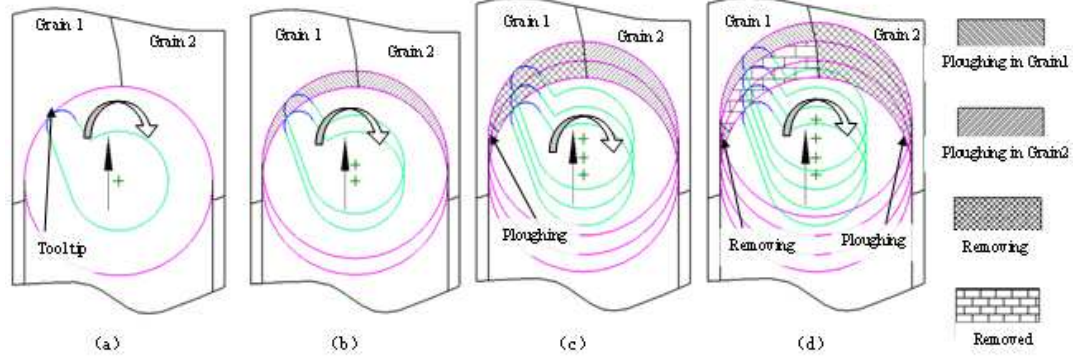 Grain 1
Grain 2
Tooltip
(a)
Grain 1
Grain 2
(b)
Grain 1
Grain 2
Ploughing
(c)
Grain 1
Grain 2
Removing
Ploughing
(d)
Ploughing in Grain1
Ploughing in Grain2
Removing
Removed